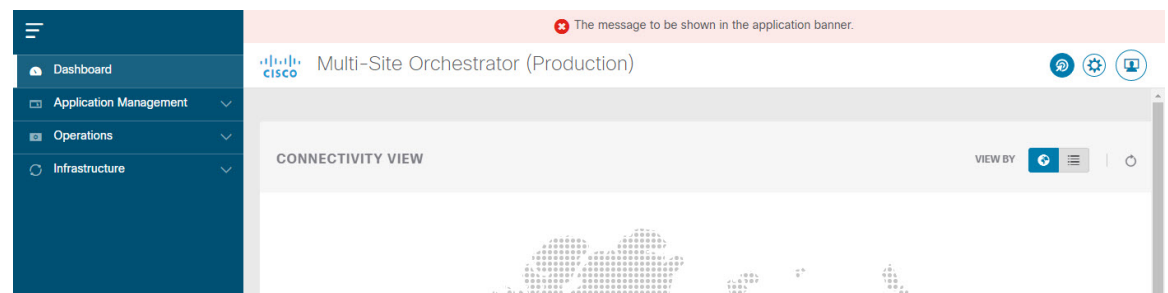 The message to be shown in the application banner.
Dashboard
Application Management
Operations
Infrastructure
CISCO Multi-Site Orchestrator (Production)
CONNECTIVITY VIEW
VIEW BY